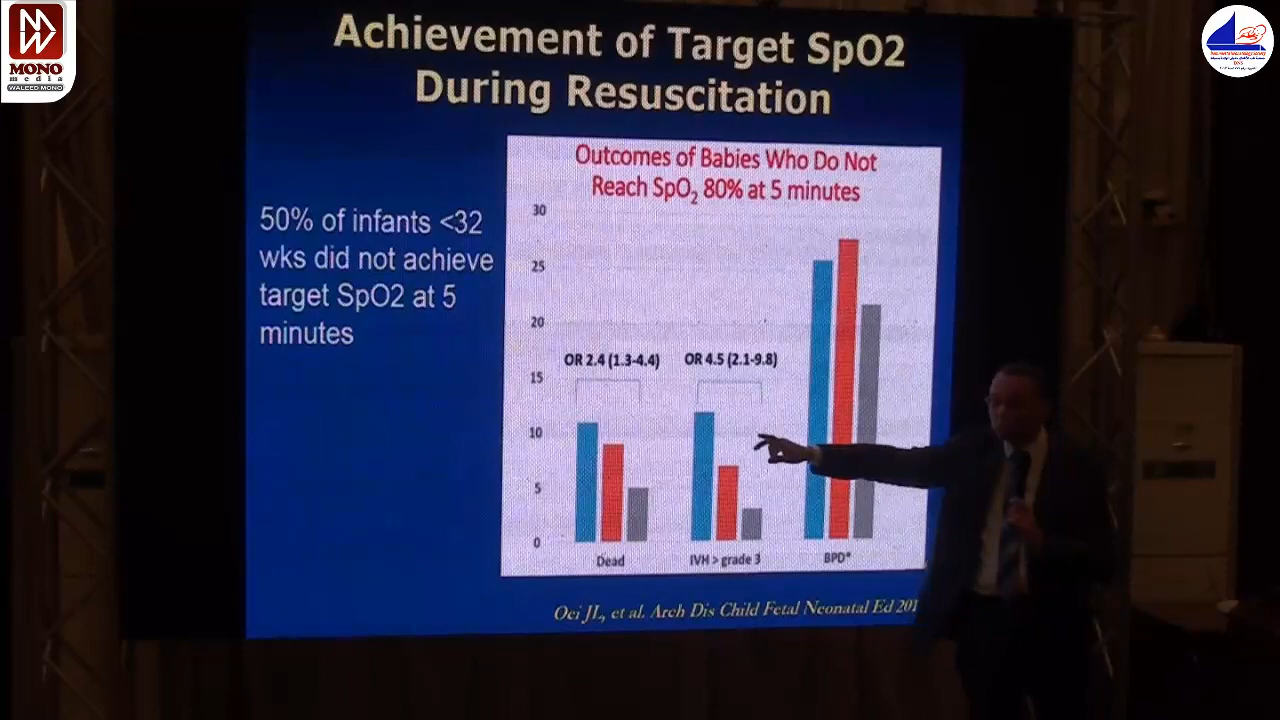 MONO
media
WALEED MONO
DNS
Achievement of Target SpO2
During Resuscitation
50% of infants <32
wks did not achieve
target SpO2 at 5
minutes
Outcomes of Babies Who Do Not
Reach SpO₂ 80% at 5 minutes
30
25
20
15
10
5
0
OR 2.4 (1.3-4.4)
OR 4.5 (2.1-9.8)
Dead
IVH > grade 3
BPD*
Oei JL, et al. Arch Dis Child Fetal Neonatal Ed 201